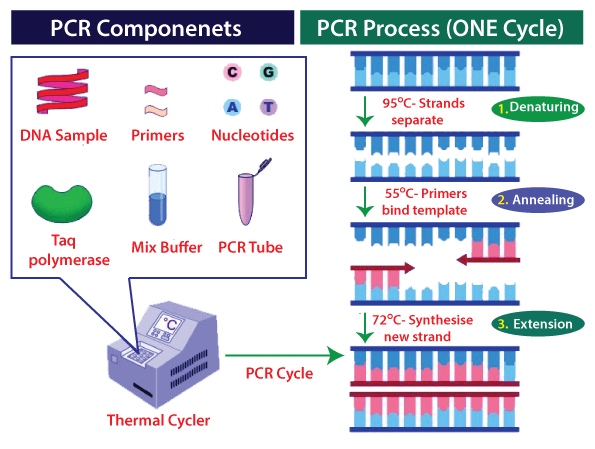 PCR Componenets
C
G
A
T
DNA Sample
Primers
Nucleotides
Taq
polymerase
Mix Buffer
PCR Tube
°C
Thermal Cycler
PCR Cycle
PCR Process (ONE Cycle)
95°C- Strands
separate
1. Denaturing
55°C- Primers
bind template
2. Annealing
72°C- Synthesise
new strand
3. Extension